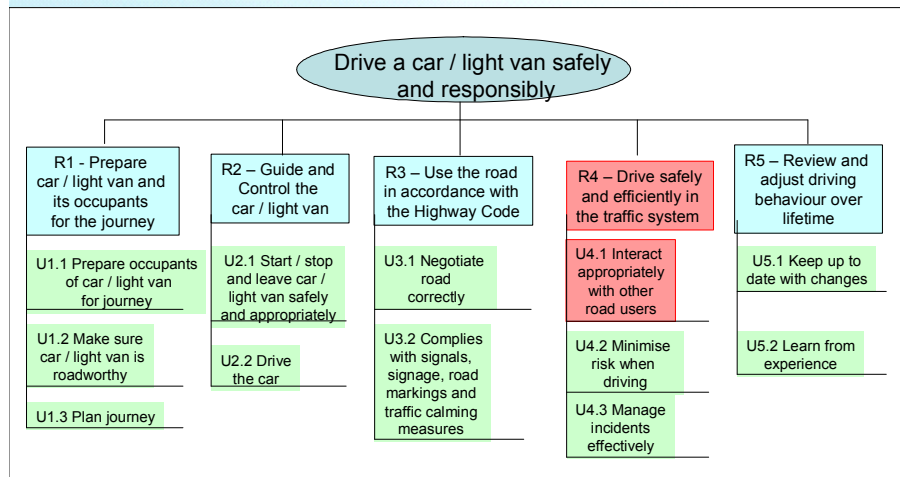 Drive a car / light van safely
and responsibly
R1 - Prepare
car / light van and
its occupants
for the journey
R2 – Guide and
Control the
car / light van
R3 – Use the road
in accordance with
the Highway Code
R4 – Drive safely
and efficiently in
the traffic system
R5 – Review and
adjust driving
behaviour over
lifetime
U1.1 Prepare occupants
of car / light van
for journey
U1.2 Make sure
car / light van is
roadworthy
U1.3 Plan journey
U2.1 Start / stop
and leave car /
light van safely
and appropriately
U2.2 Drive
the car
U3.1 Negotiate
road
correctly
U3.2 Complies
with signals,
signage, road
markings and
traffic calming
measures
U4.1 Interact
appropriately
with other
road users
U4.2 Minimise
risk when
driving
U4.3 Manage
incidents
effectively
U5.1 Keep up to
date with changes
U5.2 Learn from
experience